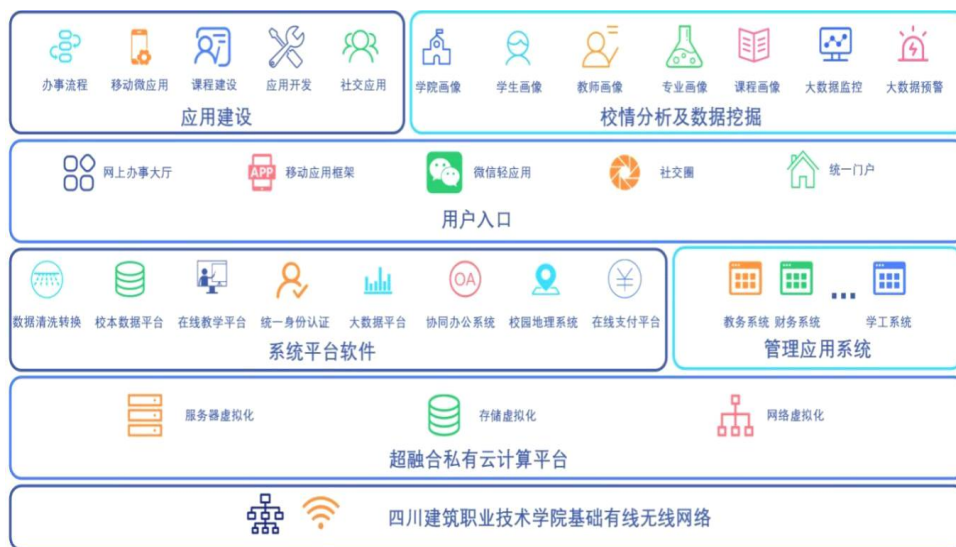 办事流程 移动微应用 课程建设 应用开发 社交应用
应用建设
学院画像 学生画像 教师画像 专业画像 课程画像 大数据监控 大数据预警
校情分析及数据挖掘
网上办事大厅 APP 移动应用框架 微信轻应用 社交圈 统一门户
用户入口
OA
数据清洗转换 校本数据平台 在线教学平台 统一身份认证 大数据平台 协同办公系统 校园地理系统 在线支付平台
系统平台软件
...
教务系统 财务系统 学工系统
管理应用系统
服务器虚拟化 存储虚拟化 网络虚拟化
超融合私有云计算平台
四川建筑职业技术学院基础有线无线网络